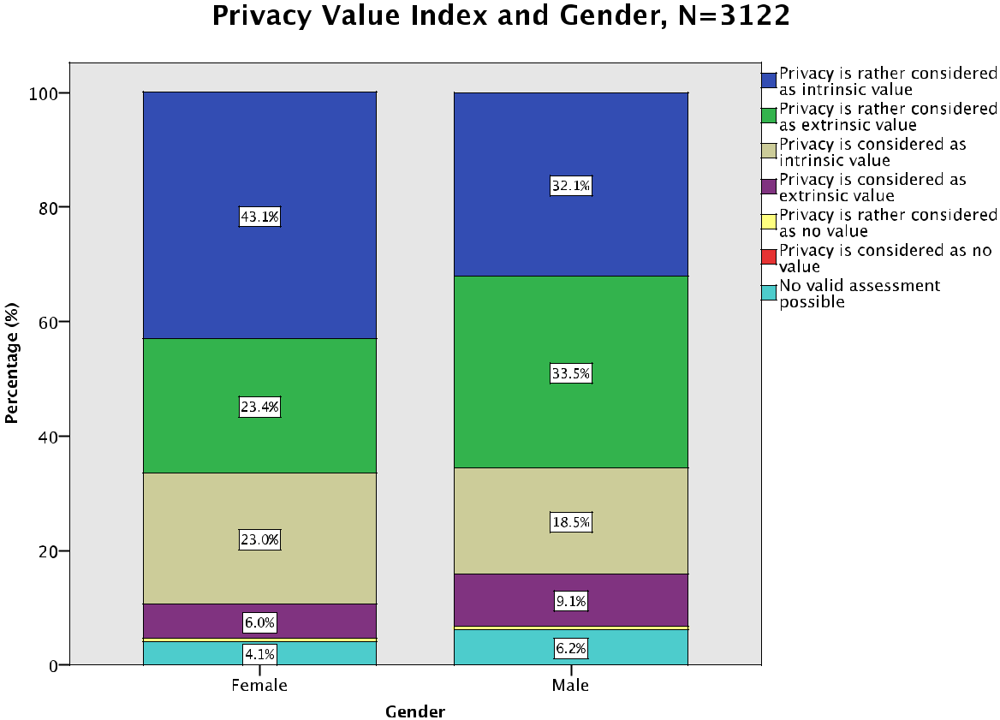 Privacy Value Index and Gender, N=3122
Privacy is rather considered
as intrinsic value
Privacy is rather considered
as extrinsic value
Privacy is considered as
intrinsic value
Privacy is considered as
extrinsic value
Privacy is rather considered
as no value
Privacy is considered as no
value
No valid assessment
possible
Percentage (%)
100
80
60
40
20
0
43.1%
23.4%
23.0%
6.0%
4.1%
32.1%
33.5%
18.5%
9.1%
6.2%
Female
Male
Gender